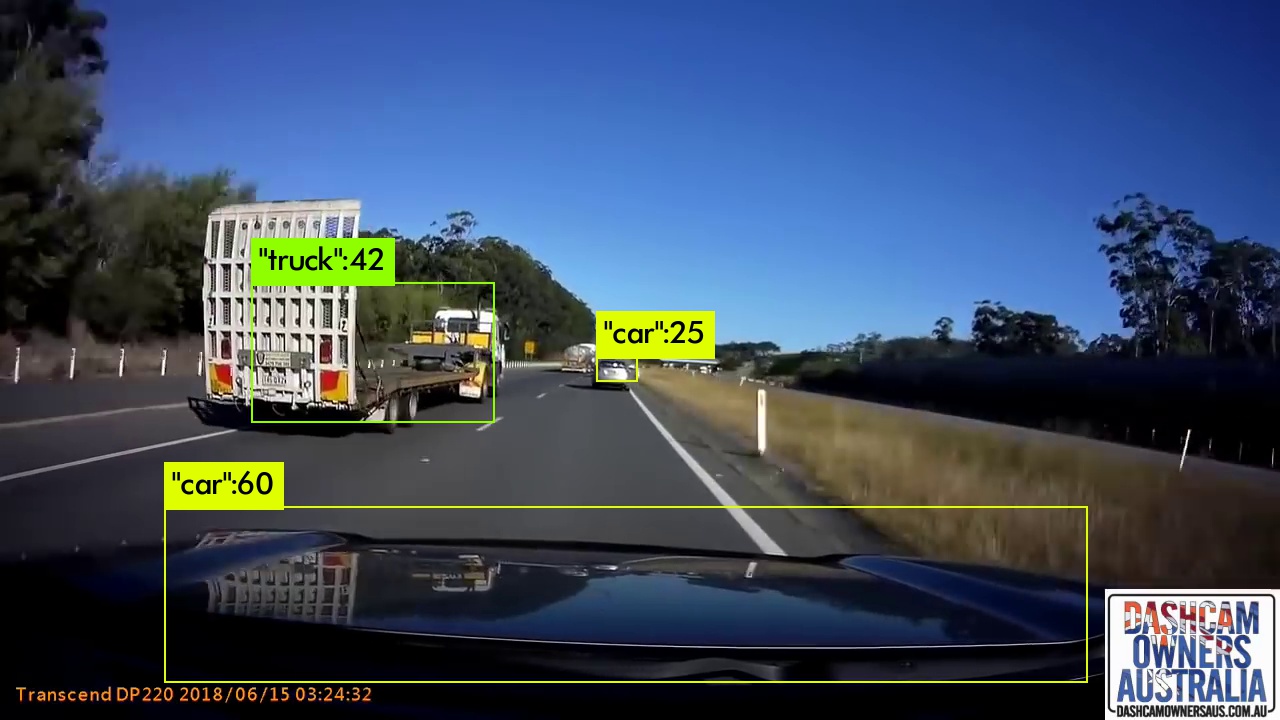 "truck":42
"car":25
"car":60
Transcend DP220 2018/06/15 03:24:32
DASHCAM
OWNERS
AUSTRALIA
DASHCAMOWNERSAUS.COM.AU